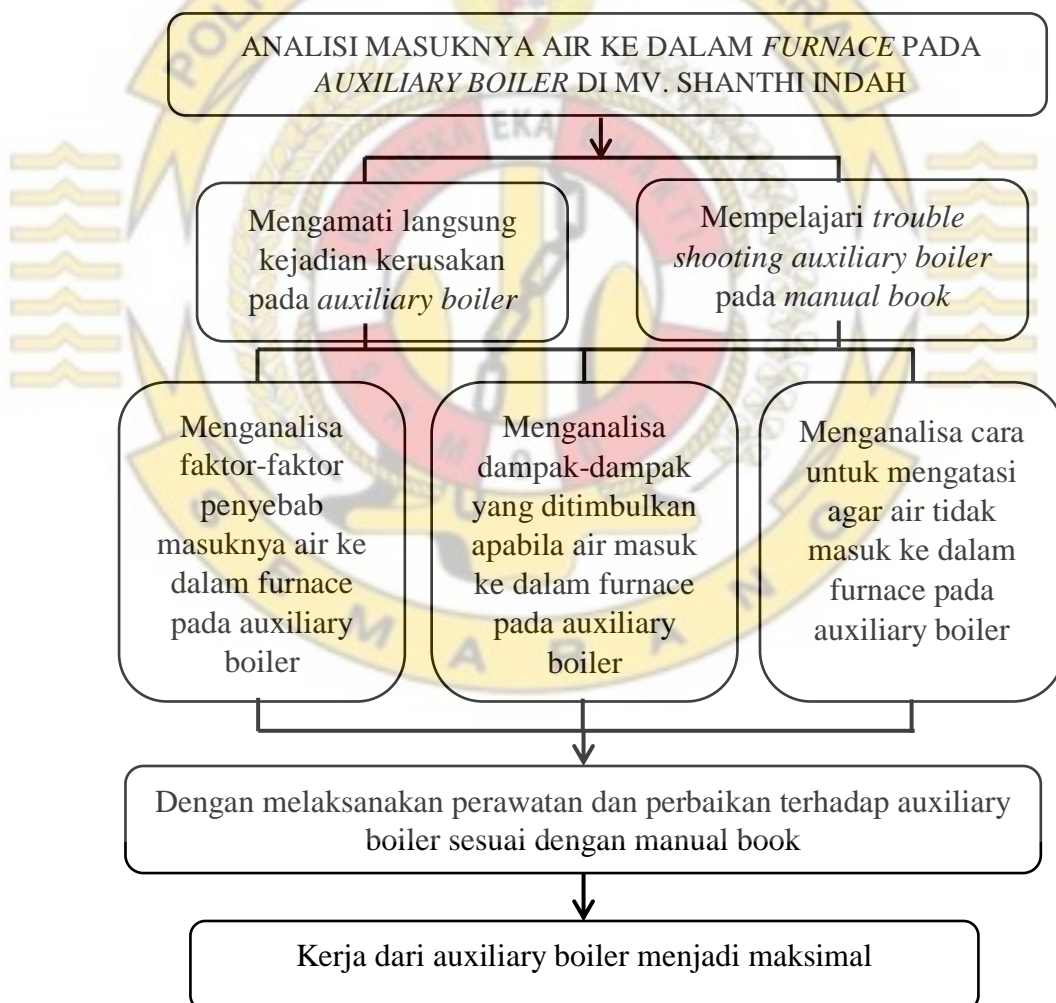 ANALISI MASUKNYA AIR KE DALAM FURNACE PADA
AUXILIARY BOILER DI MV. SHANTHI INDAH
Mengamati langsung
kejadian kerusakan
pada auxiliary boiler
Mempelajari trouble
shooting auxiliary boiler
pada manual book
Menganalisa
faktor-faktor
penyebab
masuknya air ke
dalam furnace
pada auxiliary
boiler
Menganalisa
dampak-dampak
yang ditimbulkan
apabila air masuk
ke dalam furnace
pada auxiliary
boiler
Menganalisa cara
untuk mengatasi
agar air tidak
masuk ke dalam
furnace pada
auxiliary boiler
Dengan melaksanakan perawatan dan perbaikan terhadap auxiliary
boiler sesuai dengan manual book
Kerja dari auxiliary boiler menjadi maksimal
EKA
SEMARANG